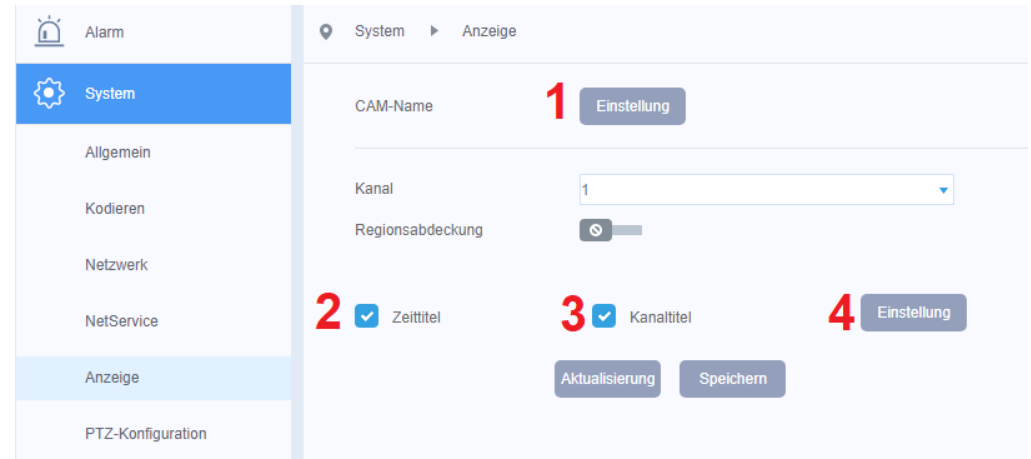 Alarm
System
Allgemein
Kodieren
Netzwerk
NetService
Anzeige
PTZ-Konfiguration
System Anzeige
CAM-Name 1 Einstellung
Kanal 1
Regionsabdeckung
2 Zeittitel 3 Kanaltitel 4 Einstellung
Aktualisierung Speichern